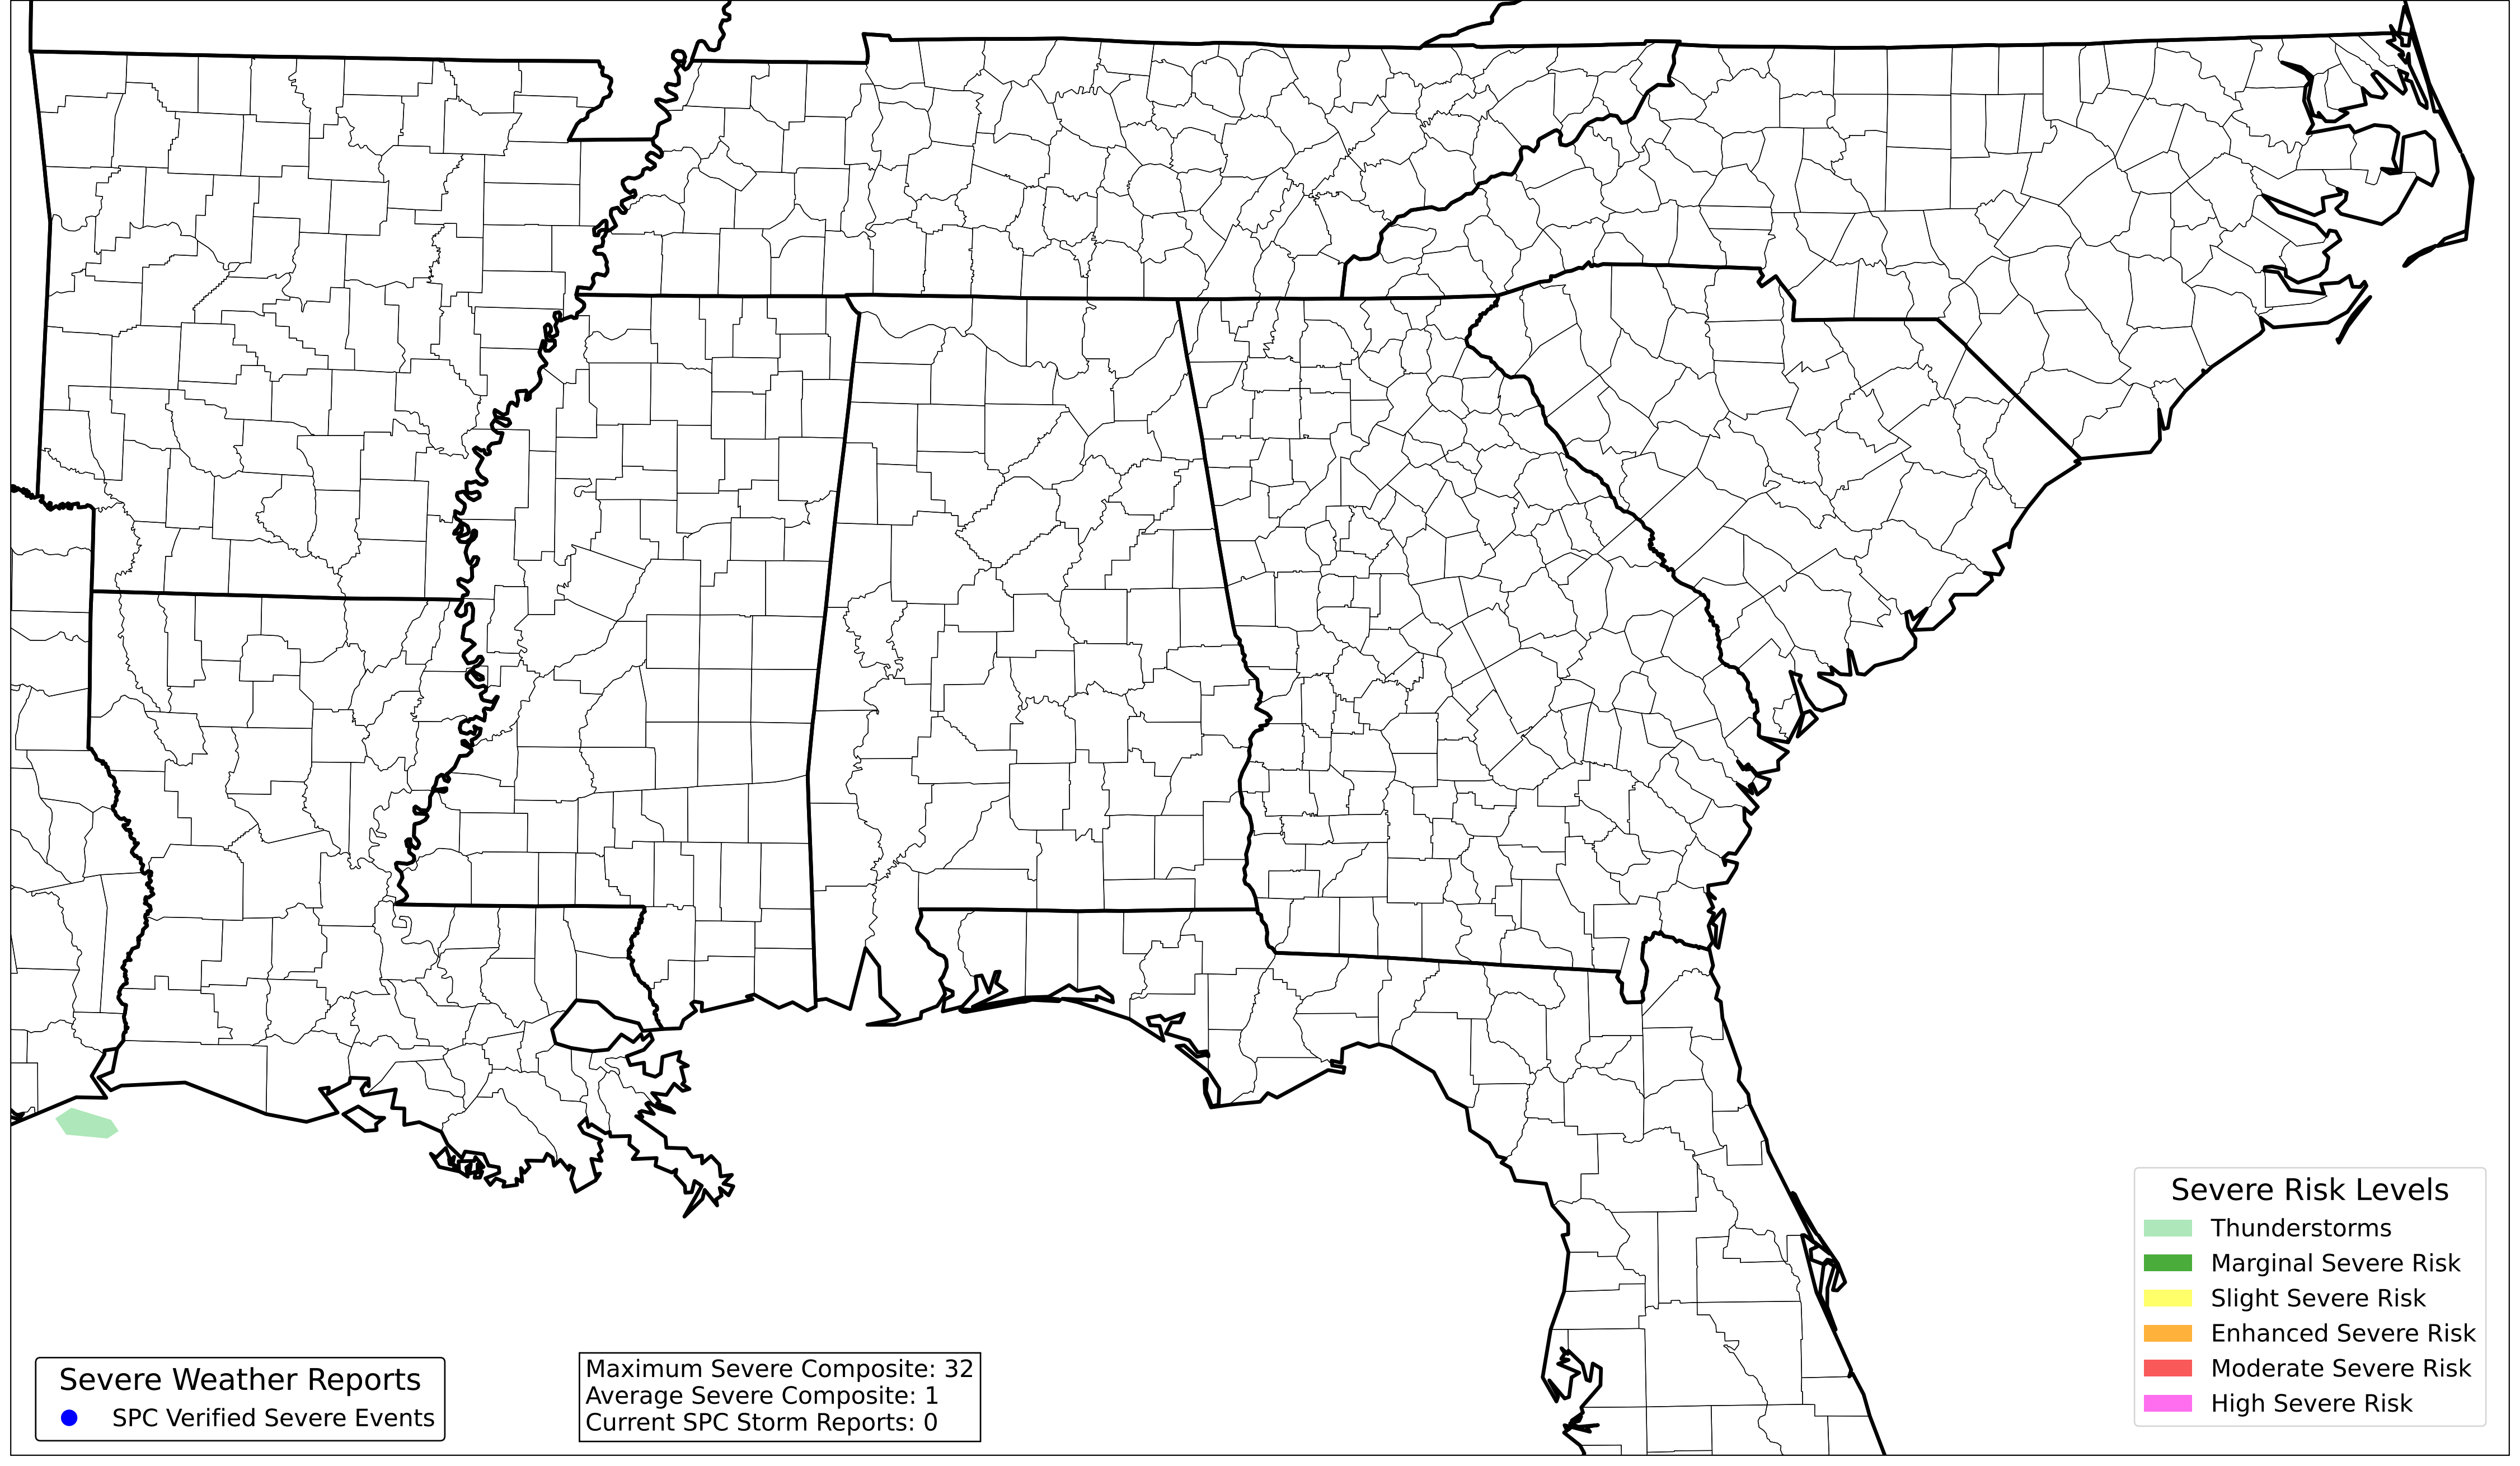 Severe Weather Reports
SPC Verified Severe Events
Maximum Severe Composite: 32
Average Severe Composite: 1
Current SPC Storm Reports: 0
Severe Risk Levels
Thunderstorms
Marginal Severe Risk
Slight Severe Risk
Enhanced Severe Risk
Moderate Severe Risk
High Severe Risk